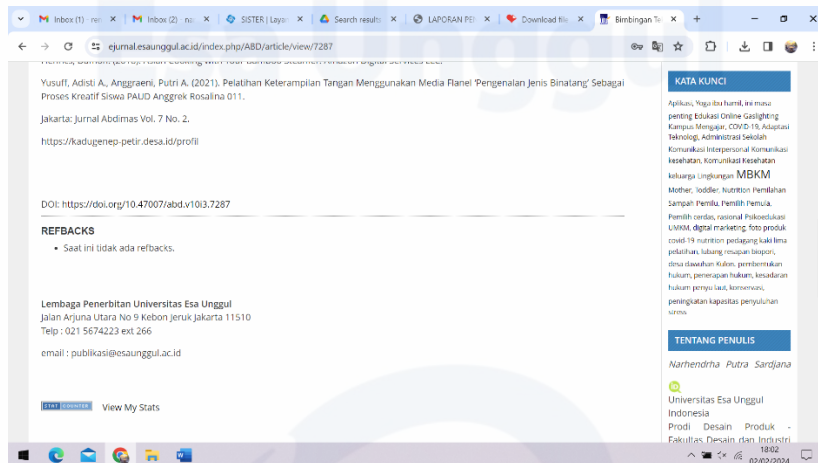 Inbox (1) - re
Inbox (2) - na
SISTER | Layan
Search results
LAPORAN PEN
Download file
Bimbingan Te
ejurnal.esaunggul.ac.id/index.php/ABD/article/view/7287
Yusuff, Adisti A., Anggraeni, Putri A. (2021). Pelatihan Keterampilan Tangan Menggunakan Media Flanel 'Pengenalan Jenis Binatang' Sebagai
Proses Kreatif Siswa PAUD Anggrek Rosalina 011.
Jakarta: Jurnal Abdimas Vol. 7 No. 2.
https://kadugenep-petir.desa.id/profil
DOI: https://doi.org/10.47007/abd.v10i3.7287
REFBACKS
• Saat ini tidak ada refbacks.
Lembaga Penerbitan Universitas Esa Unggul
Jalan Arjuna Utara No 9 Kebon Jeruk Jakarta 11510
Telp : 021 5674223 ext 266
email : publikasi@esaunggul.ac.id
STAT COUNTER View My Stats
KATA KUNCI
Aplikasi, Yoga ibu hamil, ini masa
penting Edukasi Online Gaslighting
Kampus Mengajar, COVID-19, Adaptasi
Teknologi, Administrasi Sekolah
Komunikasi Interpersonal Komunikasi
kesehatan, Komunikasi Kesehatan
keluarga Lingkungan MBKM
Mother, Toddler, Nutrition Pemilahan
Sampah Pemilu, Pemilih Pemula,
Pemilih cerdas, rasional Psikoedukasi
UMKM, digital marketing, foto produk
covid-19 nutrition pedagang kaki lima
pelatihan, lubang resapan biopori,
desa dawuhan Kulon. pembentukan
hukum, penerapan hukum, kesadaran
hukum penyu laut, konservasi,
peningkatan kapasitas penyuluhan
stress
TENTANG PENULIS
Narhendrha Putra Sardjana
iD
Universitas Esa Unggul
Indonesia
Prodi Desain Produk -
Fakultas Desain dan Industri
18:02
02/02/2024